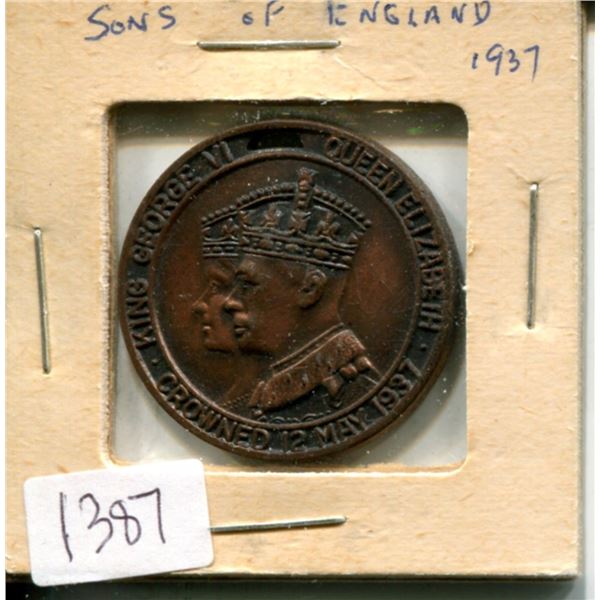 SONS OF ENGLAND
1937
KING GEORGE VI QUEEN ELIZABETH
· CROWNED 12 MAY 1937 ·
1387